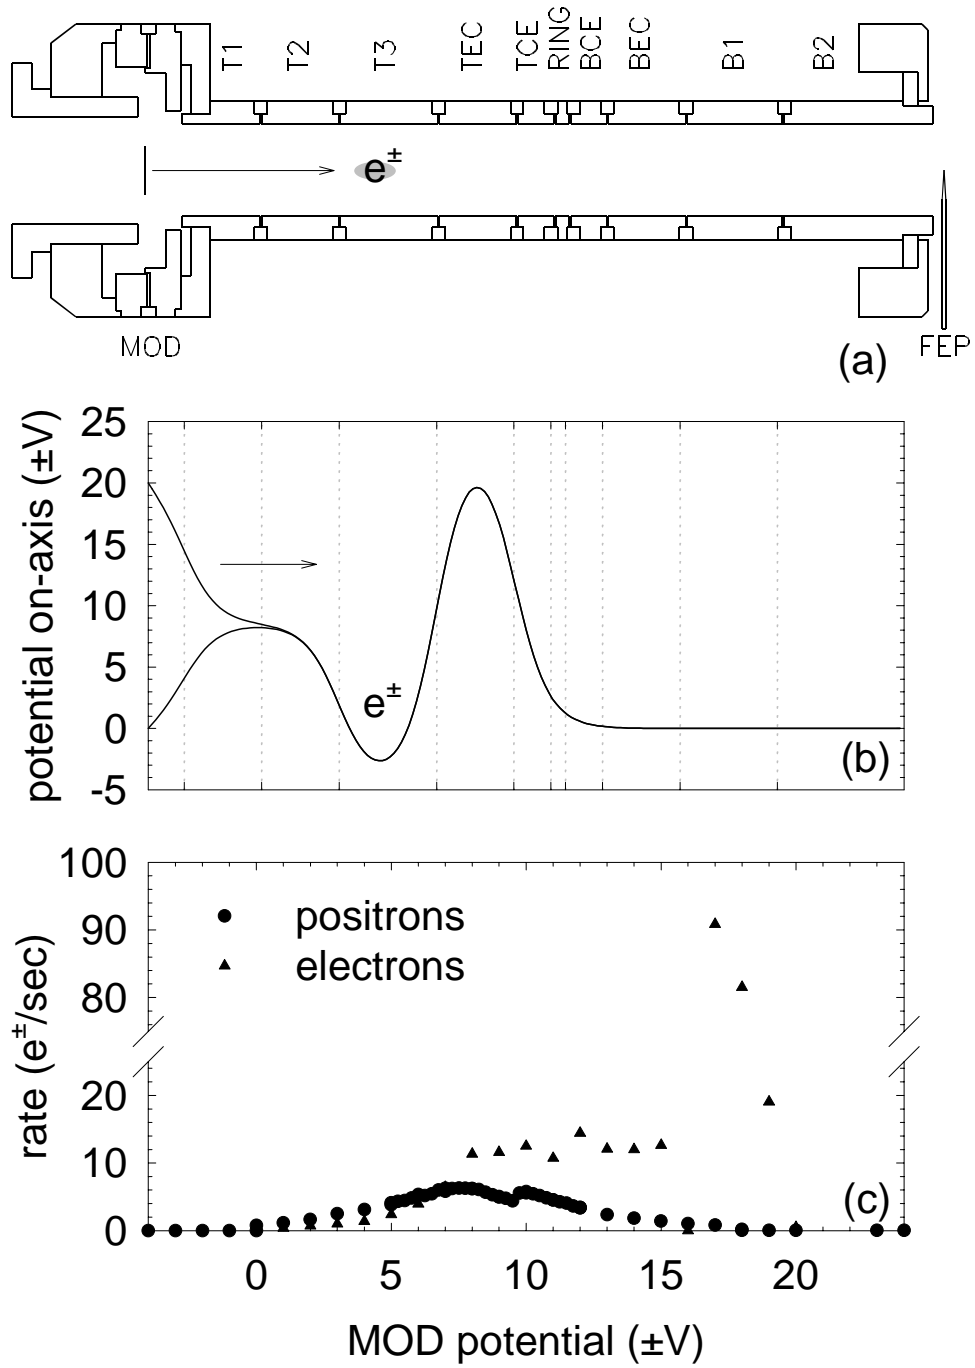 T1 T2 T3 TEC TCE RING BCE BEC B1 B2
e±
MOD
FEP
(a)
potential on-axis (±V)
25
20
15
10
5
0
-5
e±
(b)
rate (e±/sec)
100
90
80
20
10
0
positrons
electrons
(c)
0 5 10 15 20
MOD potential (±V)